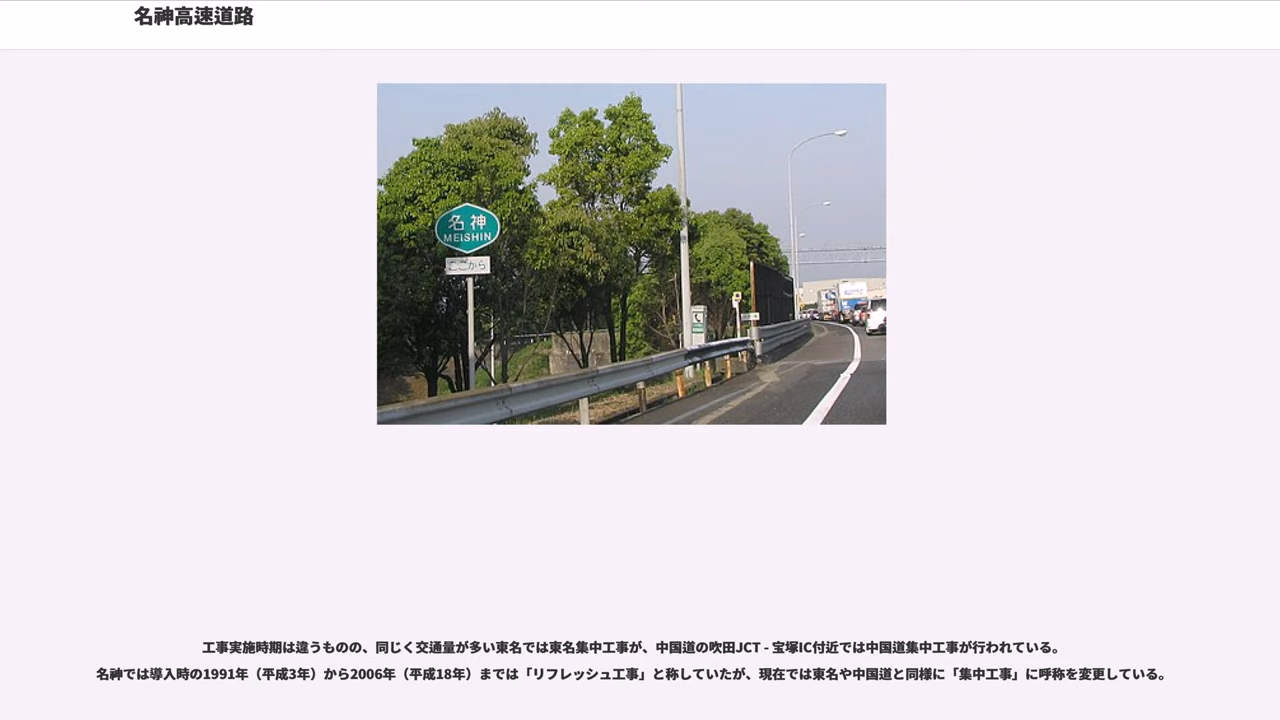 名神高速道路
名神
MEISHIN
ここから
工事実施時期は違うものの、同じく交通量が多い東名では東名集中工事が、中国道の吹田JCT - 宝塚IC付近では中国道集中工事が行われている。
名神では導入時の1991年（平成3年）から2006年（平成18年）までは「リフレッシュ工事」と称していたが、現在では東名や中国道と同様に「集中工事」に呼称を変更している。